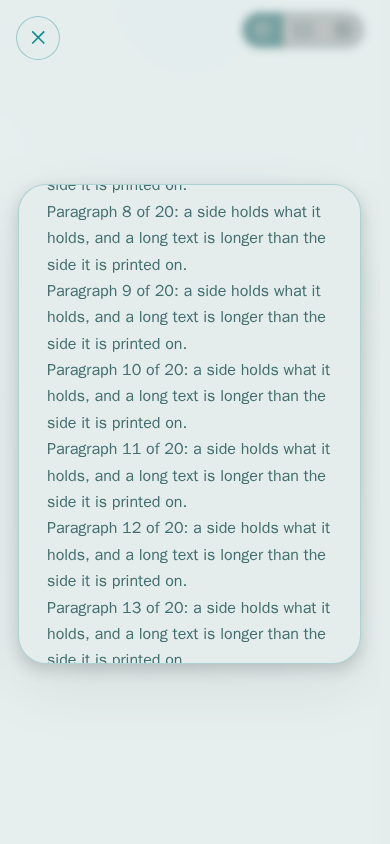 side it is printed on.
Paragraph 8 of 20: a side holds what it
holds, and a long text is longer than the
side it is printed on.
Paragraph 9 of 20: a side holds what it
holds, and a long text is longer than the
side it is printed on.
Paragraph 10 of 20: a side holds what it
holds, and a long text is longer than the
side it is printed on.
Paragraph 11 of 20: a side holds what it
holds, and a long text is longer than the
side it is printed on.
Paragraph 12 of 20: a side holds what it
holds, and a long text is longer than the
side it is printed on.
Paragraph 13 of 20: a side holds what it
holds, and a long text is longer than the
side it is printed on.